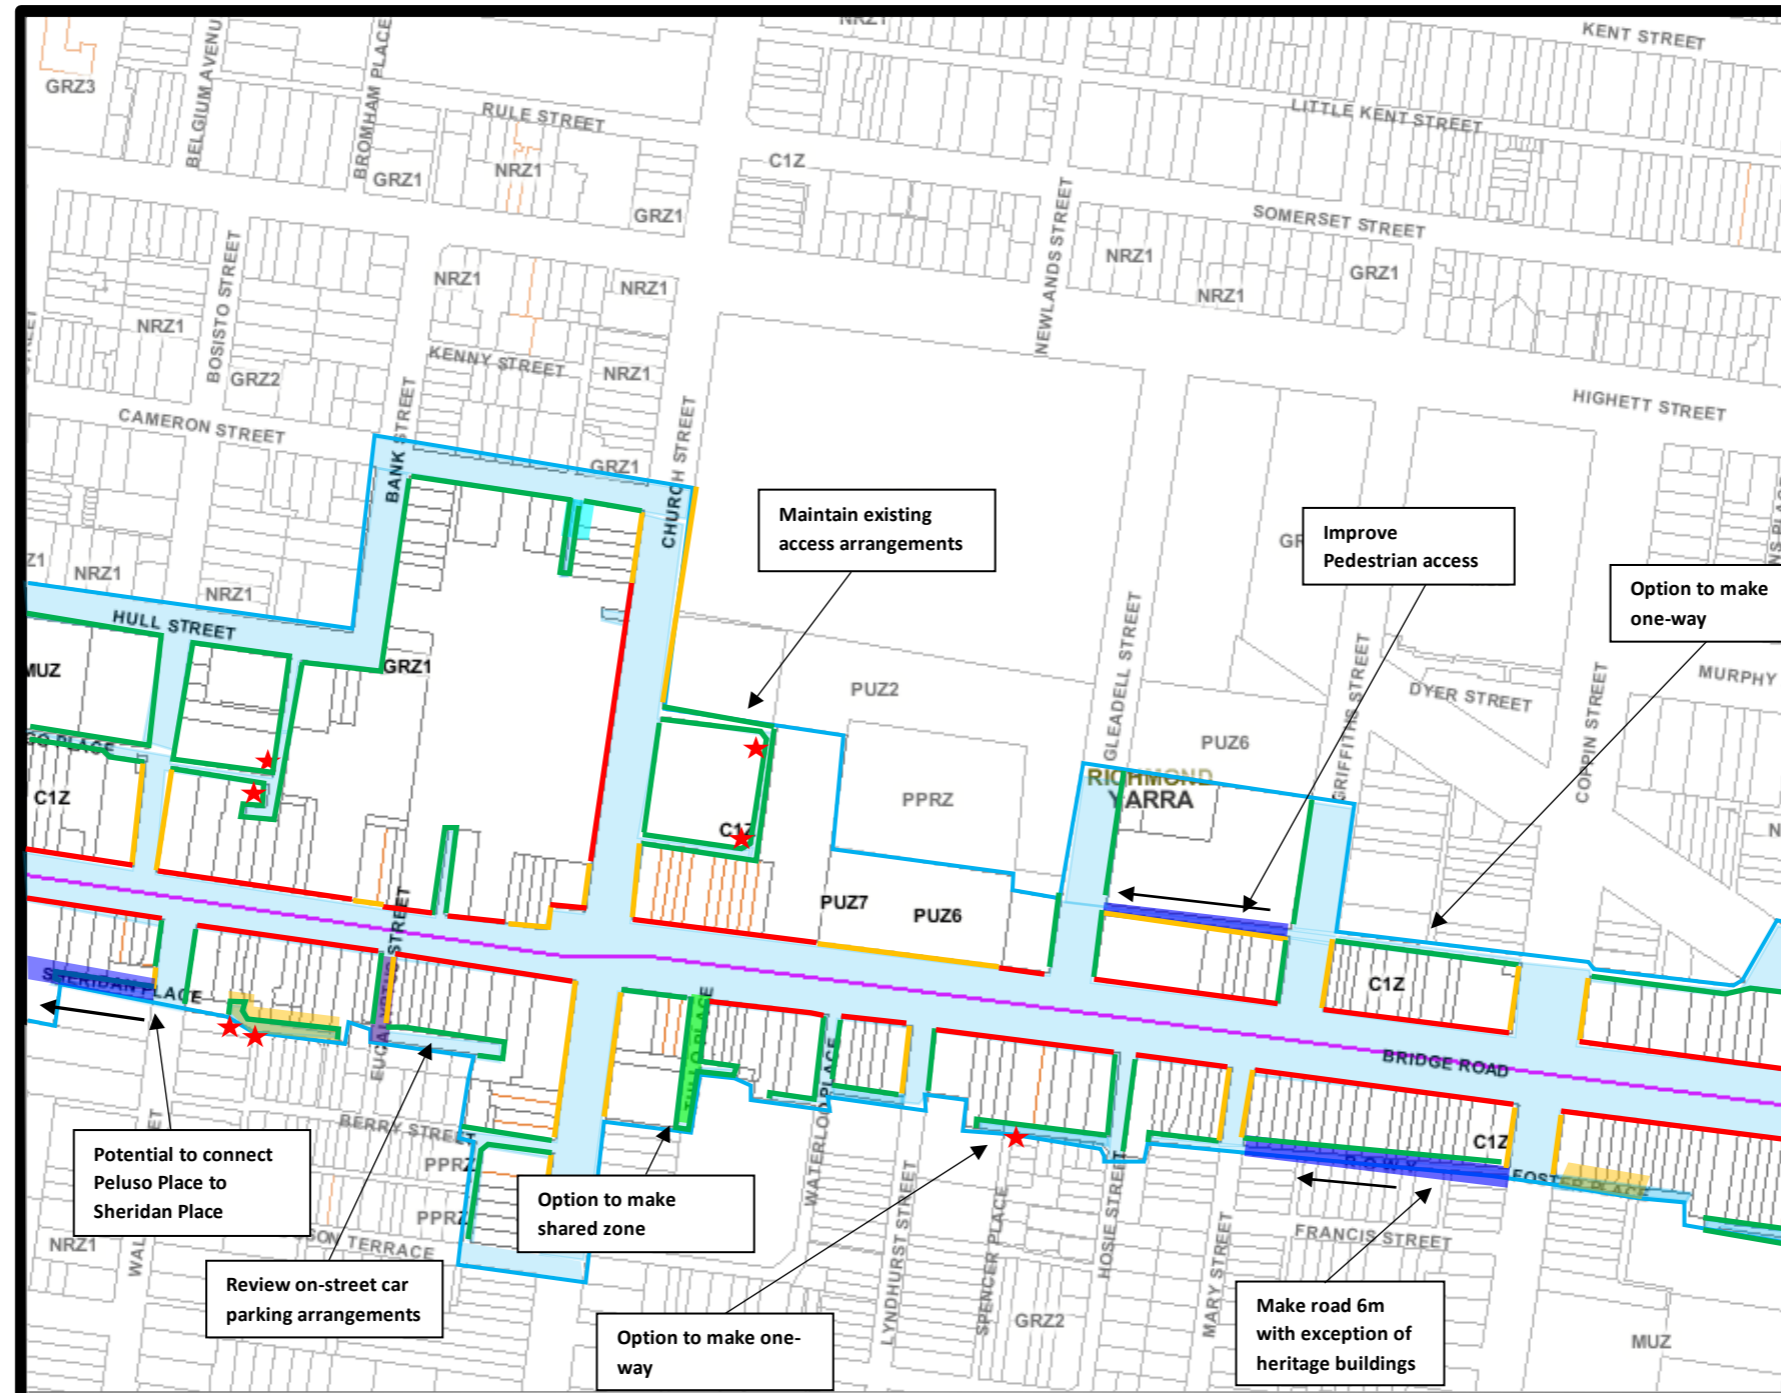 NRZ1
KENT STREET
GRZ3
BELGIUM AVENUE
BROMHAM PLACE
RULE STREET
LITTLE KENT STREET
C1Z
NRZ1
GRZ1
GRZ1
NEWLANDS STREET
SOMERSET STREET
NRZ1
GRZ1
NRZ1
NRZ1
NRZ1
NRZ1
BOSISTO STREET
KENNY STREET
NRZ1
GRZ2
HIGHETT STREET
CAMERON STREET
BANK STREET
CHURCH STREET
GRZ1
Maintain existing
access arrangements
Improve
Pedestrian access
Option to make
one-way
NRZ1
NRZ1
HULL STREET
MUZ
GRZ1
PUZ2
GLEADELL STREET
GRIFFITHS STREET
DYER STREET
COPPIN STREET
MURPHY
PUZ6
RICHMOND
YARRA
PPRZ
C1Z
C1Z
PUZ7
PUZ6
C1Z
SHERIDAN PLACE
EUCALYPTUS STREET
BRIDGE ROAD
WATERLOO PLACE
BERRY STREET
PPRZ
PPRZ
C1Z
R.O.W.Y
FOSTER PLACE
Potential to connect
Peluso Place to
Sheridan Place
Option to make
shared zone
LYNDHURST STREET
SPENCER PLACE
HOSIE STREET
MARY STREET
FRANCIS STREET
NRZ1
TERRACE
Review on-street car
parking arrangements
Option to make one-
way
GRZ2
Make road 6m
with exception of
heritage buildings
MUZ